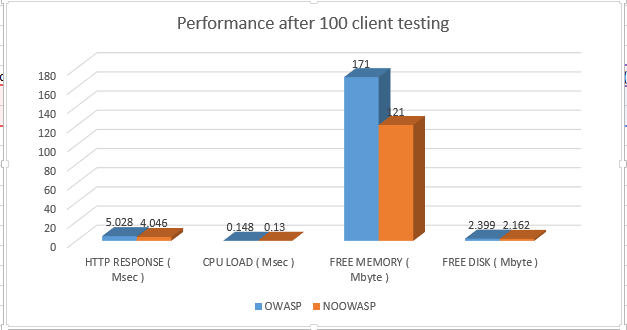 Performance after 100 client testing
180
160
140
120
100
80
60
40
20
0
5.028 4.046
0.148 0.13
171
121
2.399 2.162
HTTP RESPONSE (
Msec )
CPU LOAD ( Msec )
FREE MEMORY (
Mbyte )
FREE DISK ( Mbyte )
OWASP NOOWASP